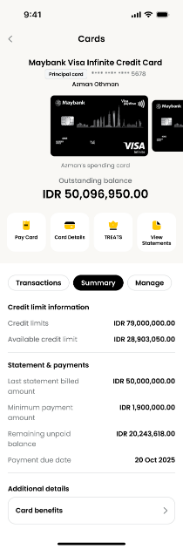 9:41
Cards
Maybank Visa Infinite Credit Card
Principal card **** **** **** 5678
Azman Othman
Maybank
VISA
Azman's spending card
Outstanding balance
IDR 50,096,950.00
Pay Card
Card Details
TREATS
View Statements
Transactions
Summary
Manage
Credit limit information
Credit limits IDR 79,000,000.00
Available credit limit IDR 28,903,050.00
Statement & payments
Last statement billed amount IDR 50,000,000.00
Minimum payment amount IDR 1,900,000.00
Remaining unpaid balance IDR 20,243,618.00
Payment due date 20 Oct 2025
Additional details
Card benefits